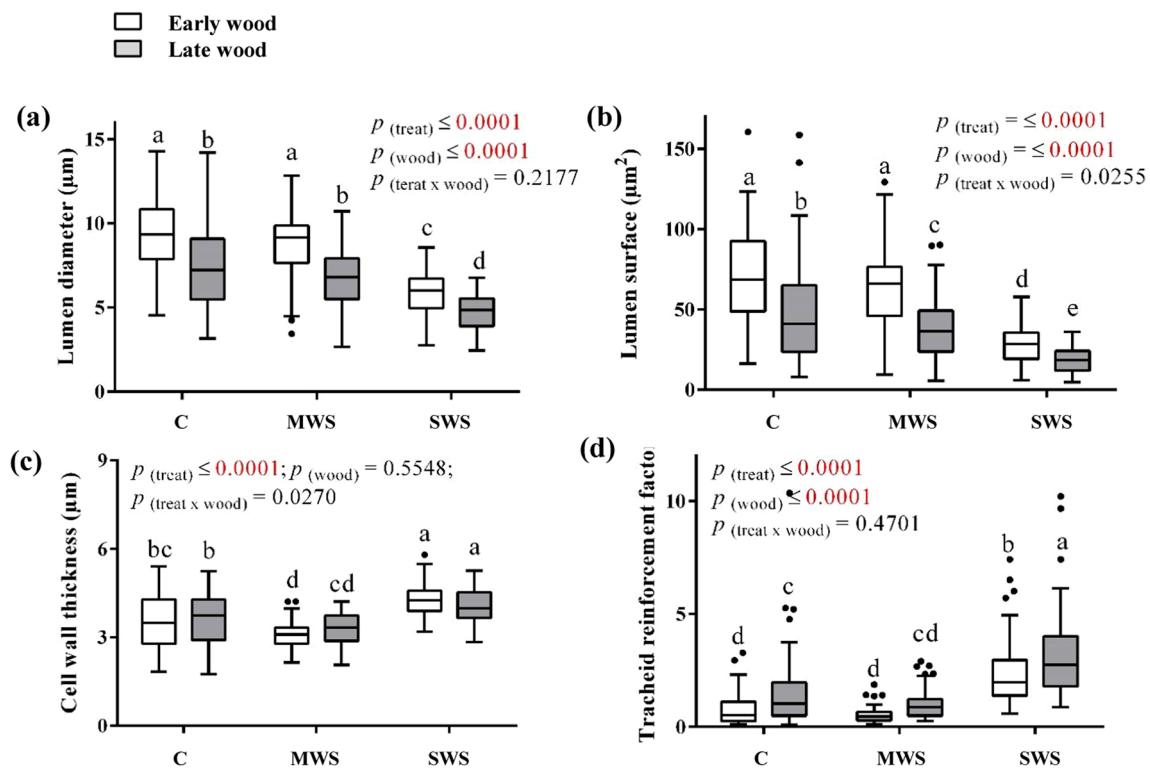 Early wood
Late wood
(a)
p (treat) ≤ 0.0001
p (wood) ≤ 0.0001
p (terat x wood) = 0.2177
Lumen diameter (μm)
15
10
5
0
a
b
a
b
c
d
C
MWS
SWS
(b)
p (treat) = ≤ 0.0001
p (wood) = ≤ 0.0001
p (treat x wood) = 0.0255
Lumen surface (μm²)
150
100
50
0
a
b
a
c
d
e
C
MWS
SWS
(c)
p (treat) ≤ 0.0001; p (wood) = 0.5548;
p (treat x wood) = 0.0270
Cell wall thickness (μm)
9
6
3
0
bc
b
d
cd
a
a
C
MWS
SWS
(d)
p (treat) ≤ 0.0001
p (wood) ≤ 0.0001
p (treat x wood) = 0.4701
Tracheid reinforcement facto
10
5
0
d
c
d
cd
b
a
C
MWS
SWS